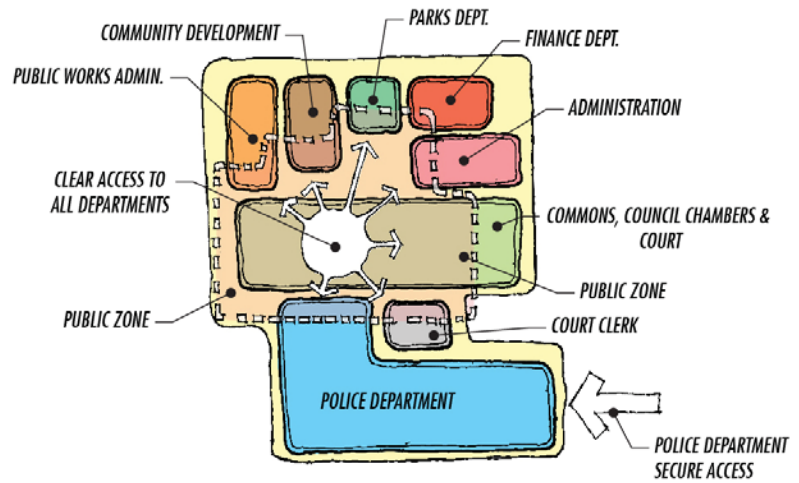 PARKS DEPT.
COMMUNITY DEVELOPMENT
FINANCE DEPT.
PUBLIC WORKS ADMIN.
ADMINISTRATION
CLEAR ACCESS TO
ALL DEPARTMENTS
COMMONS, COUNCIL CHAMBERS &
COURT
PUBLIC ZONE
PUBLIC ZONE
COURT CLERK
POLICE DEPARTMENT
POLICE DEPARTMENT
SECURE ACCESS